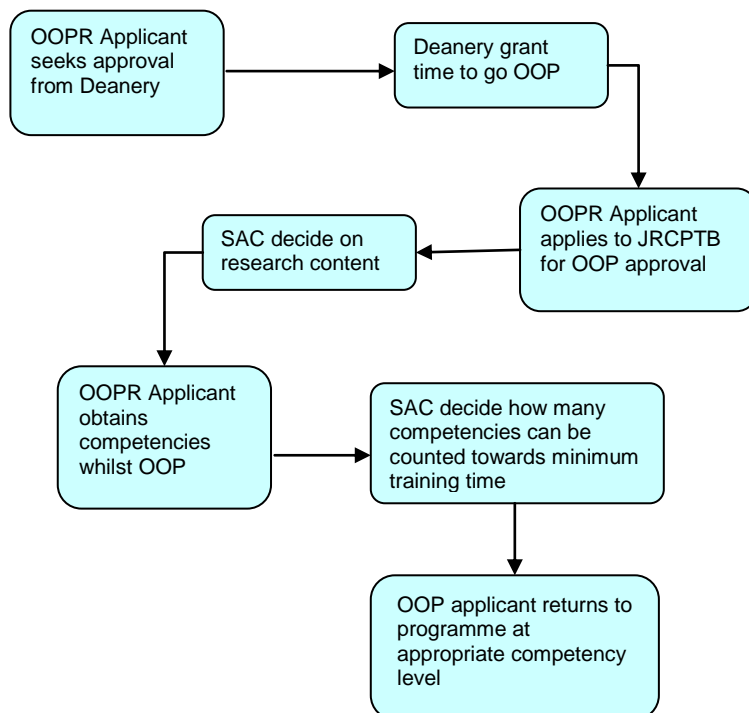 OOPR Applicant
seeks approval
from Deanery
Deanery grant
time to go OOP
OOPR Applicant
applies to JRCPTB
for OOP approval
SAC decide on
research content
OOPR Applicant
obtains
competencies
whilst OOP
SAC decide how many
competencies can be
counted towards minimum
training time
OOP applicant returns to
programme at
appropriate competency
level